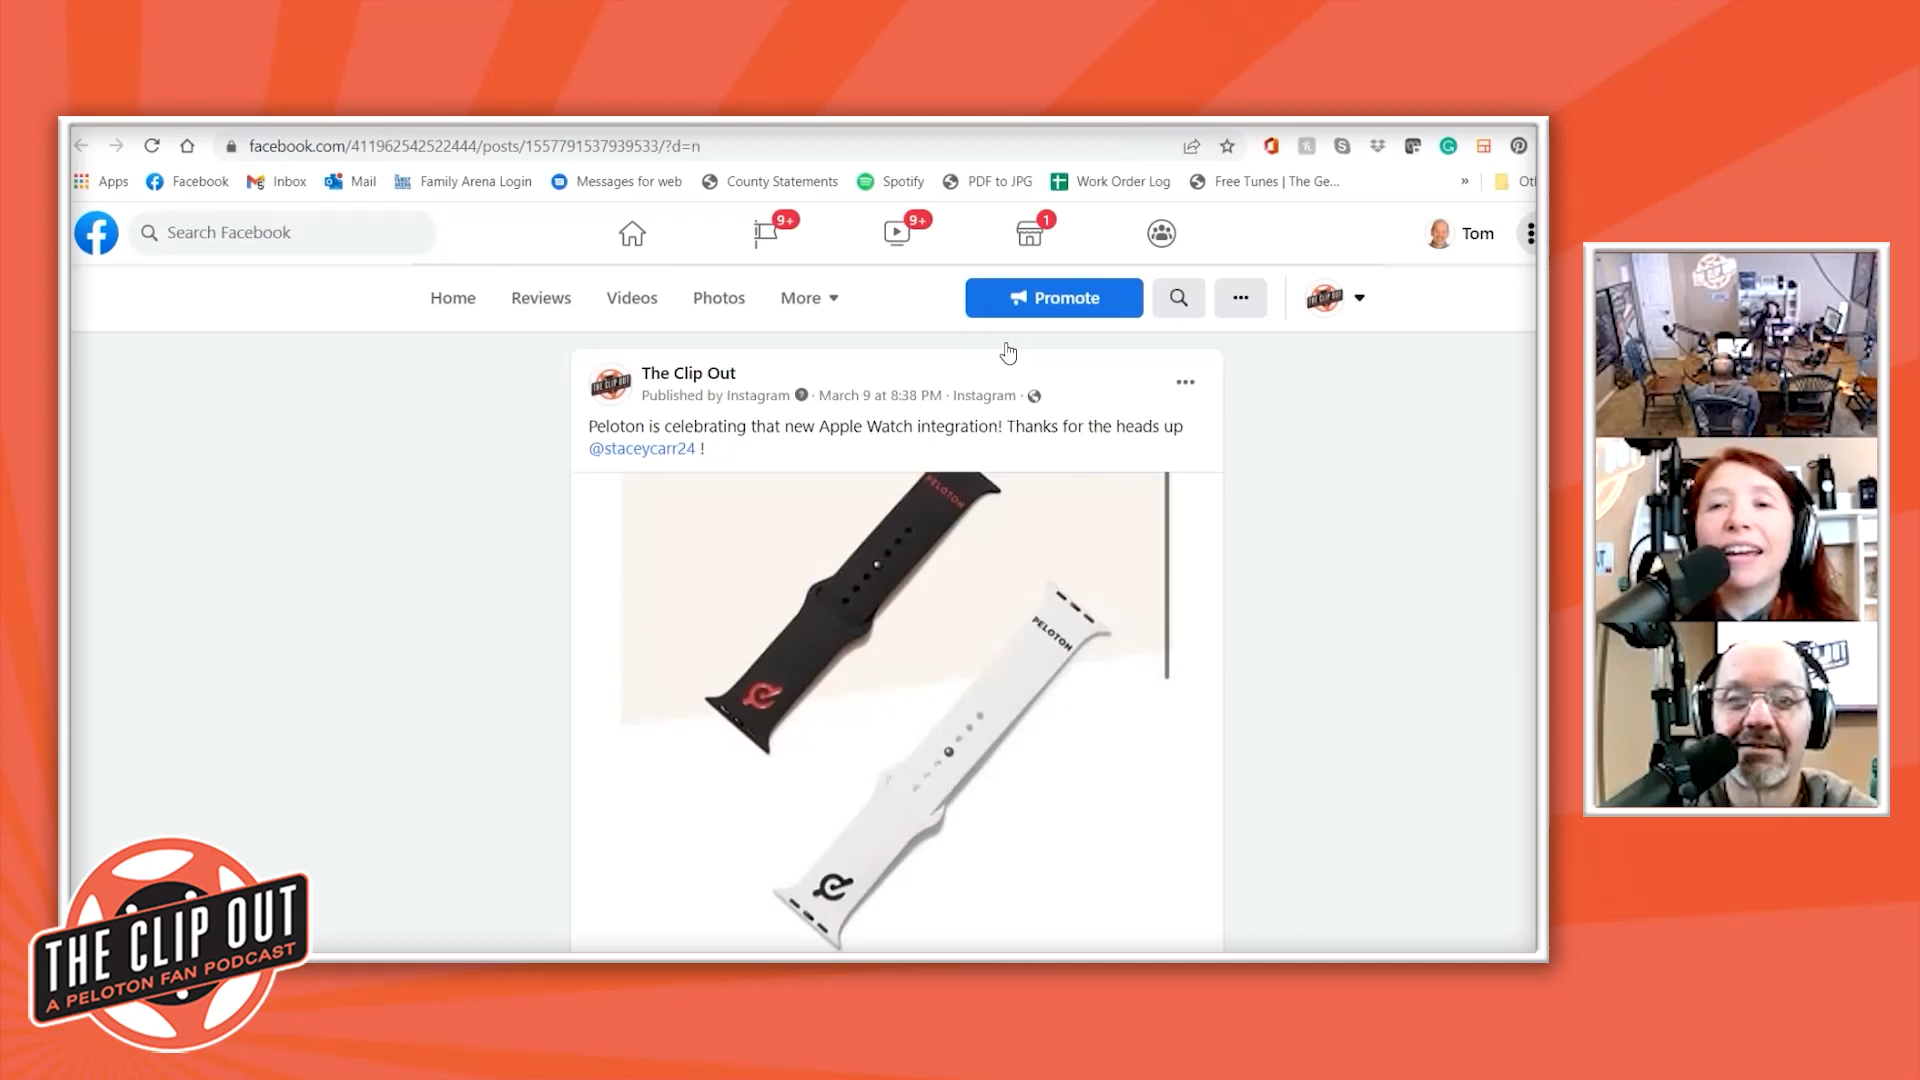 facebook.com/411962542522444/posts/1557791537939533/?d=n
Apps
Facebook
Inbox
Mail
Family Arena Login
Messages for web
County Statements
Spotify
PDF to JPG
Work Order Log
Free Tunes | The Ge...
»
Search Facebook
9+
9+
1
Tom
Home
Reviews
Videos
Photos
More
Promote
THE CLIP OUT
The Clip Out
Published by Instagram · March 9 at 8:38 PM · Instagram ·
Peloton is celebrating that new Apple Watch integration! Thanks for the heads up
@staceycarr24 !
PELOTON
PELOTON
THE CLIP OUT
A PELOTON FAN PODCAST